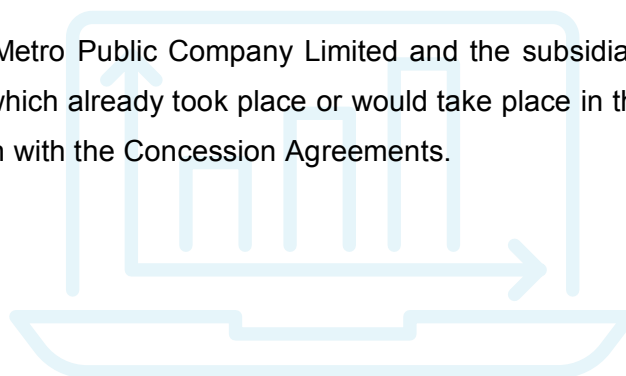 Metro Public Company Limited and the subsidia
which already took place or would take place in th
with the Concession Agreements.